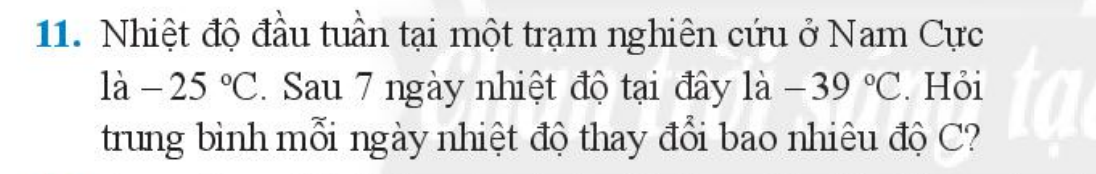 11. Nhiệt độ đầu tuần tại một trạm nghiên cứu ở Nam Cực
là –25 °C. Sau 7 ngày nhiệt độ tại đây là –39 °C. Hỏi
trung bình mỗi ngày nhiệt độ thay đổi bao nhiêu độ C?